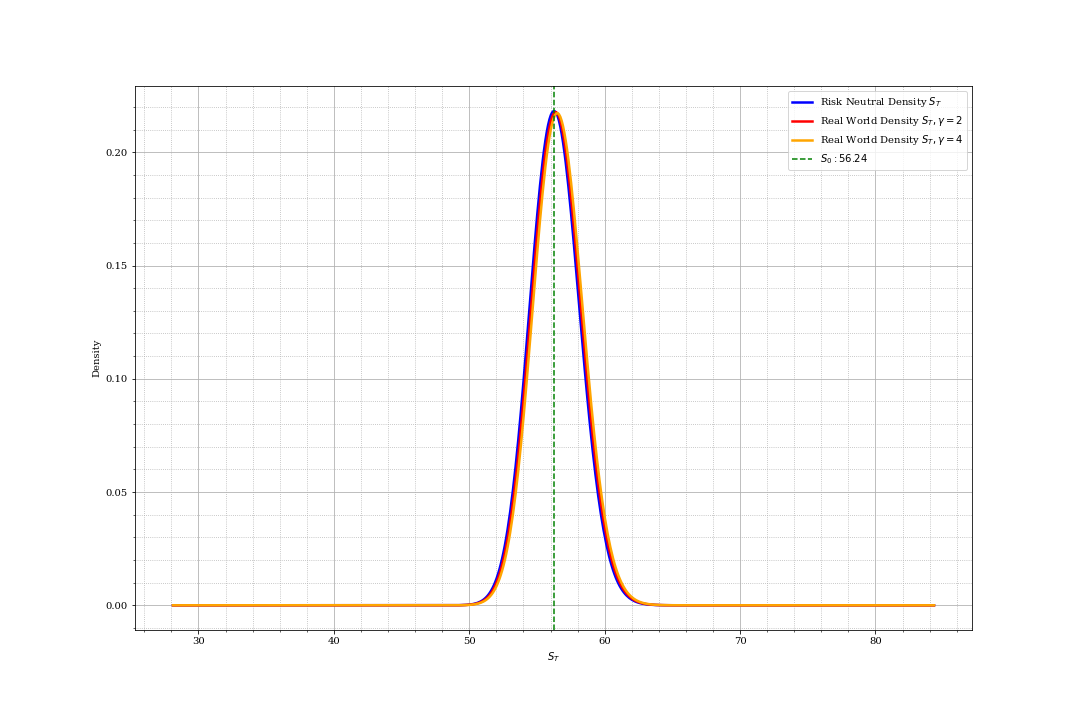 Risk Neutral Density $S_T$
Real World Density $S_T, \gamma = 2$
Real World Density $S_T, \gamma = 4$
$S_0 : 56.24$
0.20
0.15
0.10
0.05
0.00
Density
30 40 50 60 70 80
$S_T$